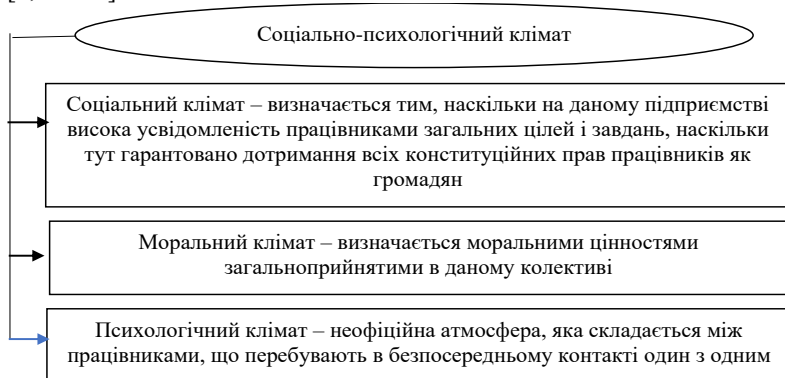 Соціально-психологічний клімат
Соціальний клімат – визначається тим, наскільки на даному підприємстві
висока усвідомленість працівниками загальних цілей і завдань, наскільки
тут гарантовано дотримання всіх конституційних прав працівників як
громадян
Моральний клімат – визначається моральними цінностями
загальноприйнятими в даному колективі
Психологічний клімат – неофіційна атмосфера, яка складається між
працівниками, що перебувають в безпосередньому контакті один з одним